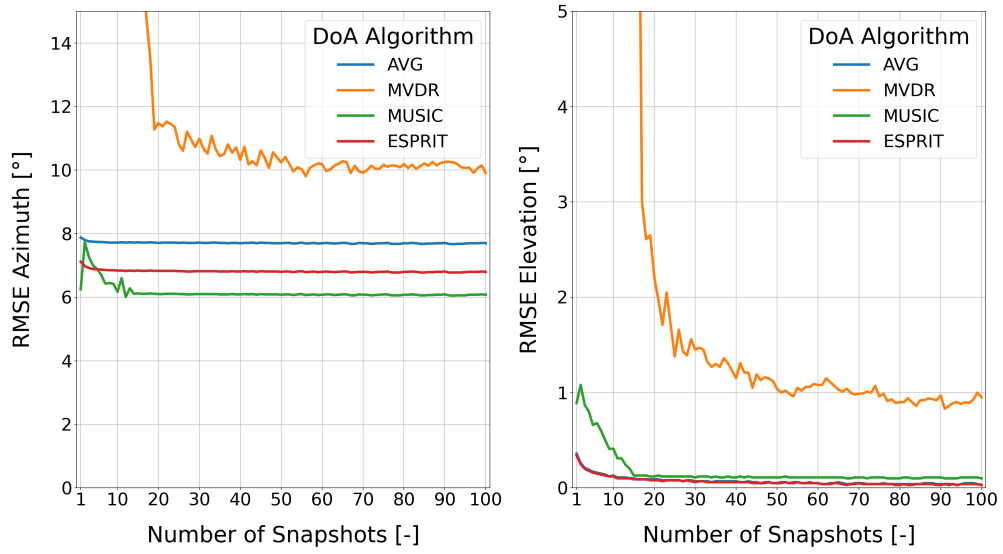 DoA Algorithm
AVG
MVDR
MUSIC
ESPRIT
RMSE Azimuth [°]
14
12
10
8
6
4
2
0
1 10 20 30 40 50 60 70 80 90 100
Number of Snapshots [-]
DoA Algorithm
AVG
MVDR
MUSIC
ESPRIT
RMSE Elevation [°]
5
4
3
2
1
0
1 10 20 30 40 50 60 70 80 90 100
Number of Snapshots [-]